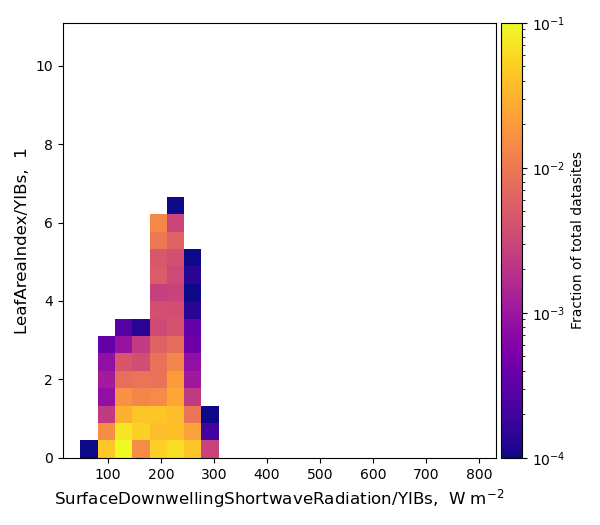 10
8
6
4
2
0
LeafAreaIndex/YIBs, 1
100 200 300 400 500 600 700 800
SurfaceDownwellingShortwaveRadiation/YIBs, W m⁻²
10⁻¹
10⁻²
10⁻³
10⁻⁴
Fraction of total datasites